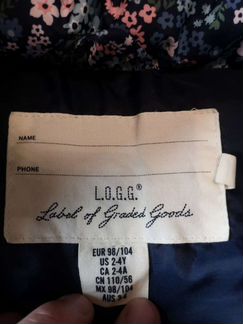 NAME
PHONE
L.O.G.G.®
Label of Graded Goods
EUR 98/104
US 2-4Y
CA 2-4A
CN 110/56
MX 98/104